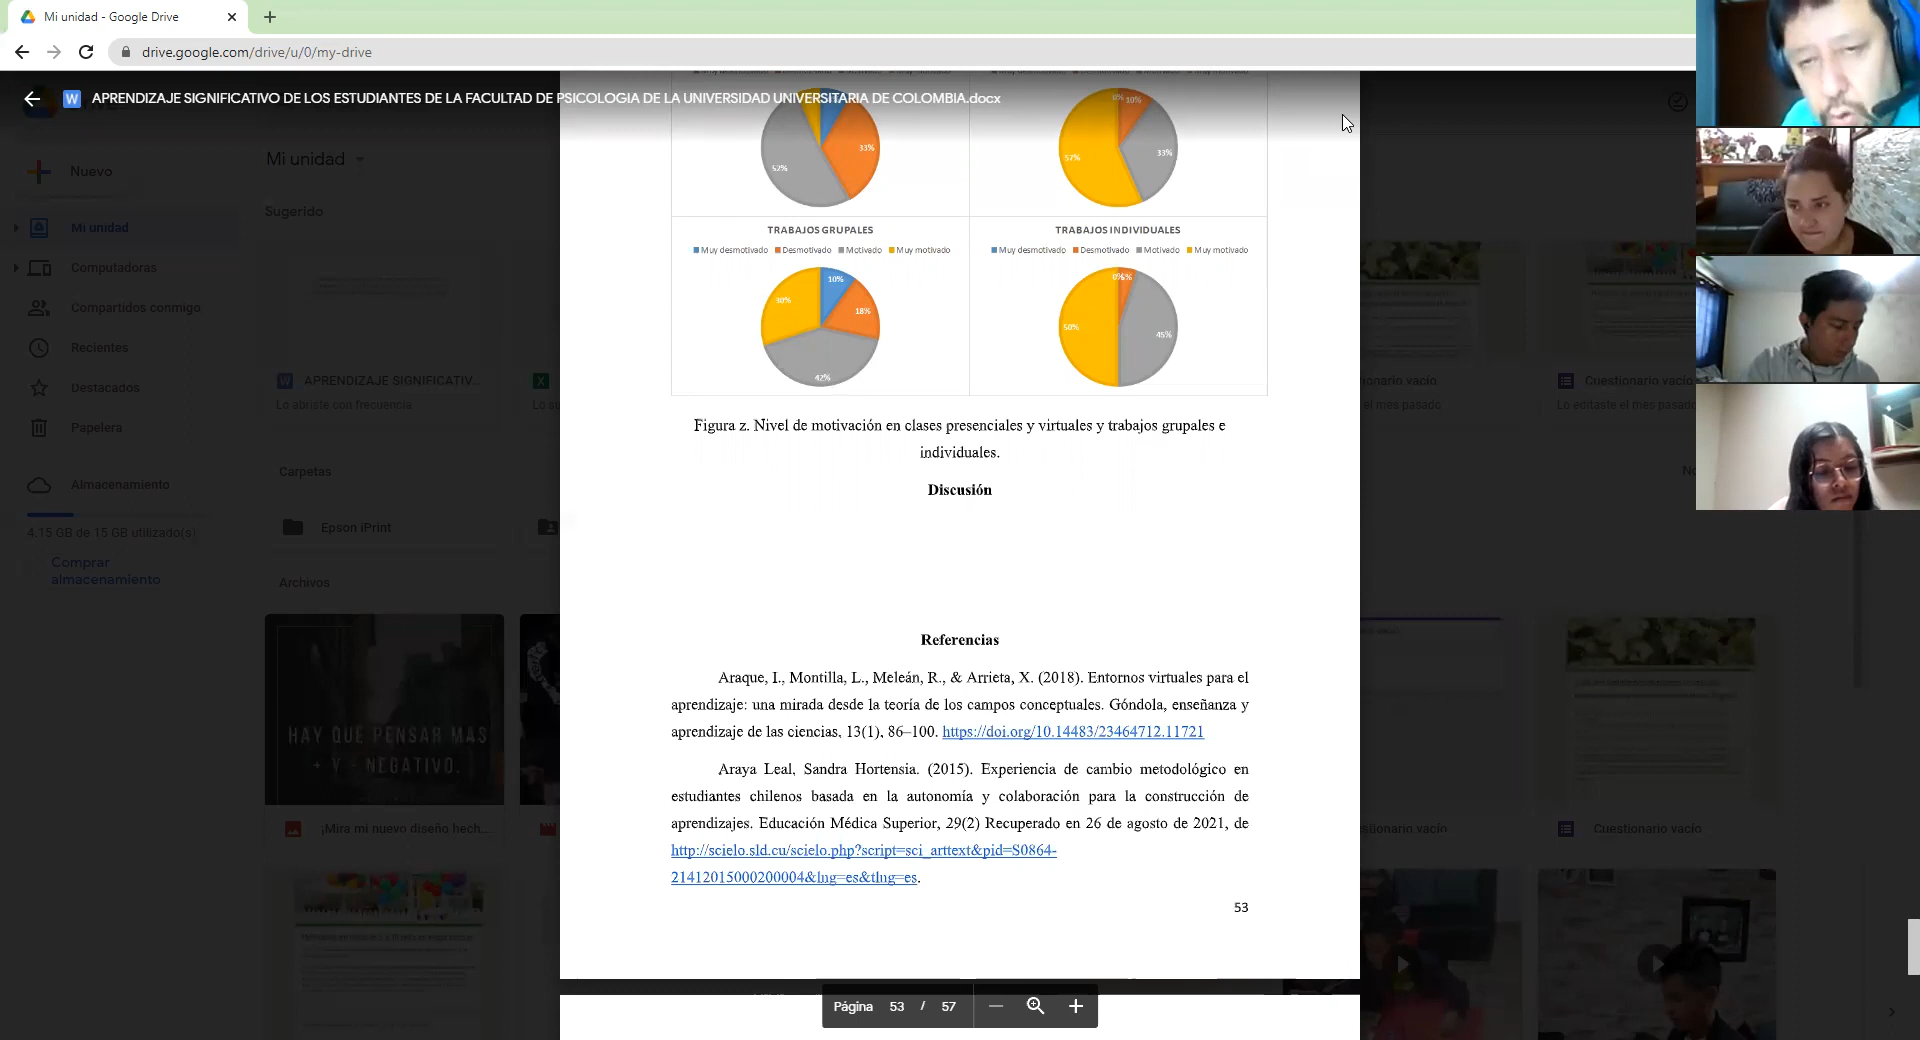 Mi unidad - Google Drive
drive.google.com/drive/u/0/my-drive
APRENDIZAJE SIGNIFICATIVO DE LOS ESTUDIANTES DE LA FACULTAD DE PSICOLOGIA DE LA UNIVERSIDAD UNIVERSITARIA DE COLOMBIA.docx
Nuevo
Mi unidad
Computadoras
Compartidos conmigo
Recientes
Destacados
Papelera
Almacenamiento
4.15 GB de 15 GB utilizado(s)
Comprar
almacenamiento
Mi unidad
Sugerido
APRENDIZAJE SIGNIFICATIV...
Lo abriste con frecuencia
Carpetas
Epson iPrint
Archivos
HAY QUE PENSAR MAS
+ Y - NEGATIVO.
¡Mira mi nuevo diseño hech...
33%
52%
0%
10%
33%
57%
TRABAJOS GRUPALES
Muy desmotivado Desmotivado Motivado Muy motivado
10%
18%
42%
30%
TRABAJOS INDIVIDUALES
Muy desmotivado Desmotivado Motivado Muy motivado
45%
50%
Figura z. Nivel de motivación en clases presenciales y virtuales y trabajos grupales e
individuales.
Discusión
Referencias
Araque, I., Montilla, L., Meleán, R., & Arrieta, X. (2018). Entornos virtuales para el
aprendizaje: una mirada desde la teoría de los campos conceptuales. Góndola, enseñanza y
aprendizaje de las ciencias, 13(1), 86–100. https://doi.org/10.14483/23464712.11721
Araya Leal, Sandra Hortensia. (2015). Experiencia de cambio metodológico en
estudiantes chilenos basada en la autonomía y colaboración para la construcción de
aprendizajes. Educación Médica Superior, 29(2) Recuperado en 26 de agosto de 2021, de
http://scielo.sld.cu/scielo.php?script=sci_arttext&pid=S0864-
21412015000200004&lng=es&tlng=es.
53
Página 53 / 57
Cuestionario vacío
el mes pasado
Cuestionario vacío
Lo editaste el mes pasado
Cuestionario vacío